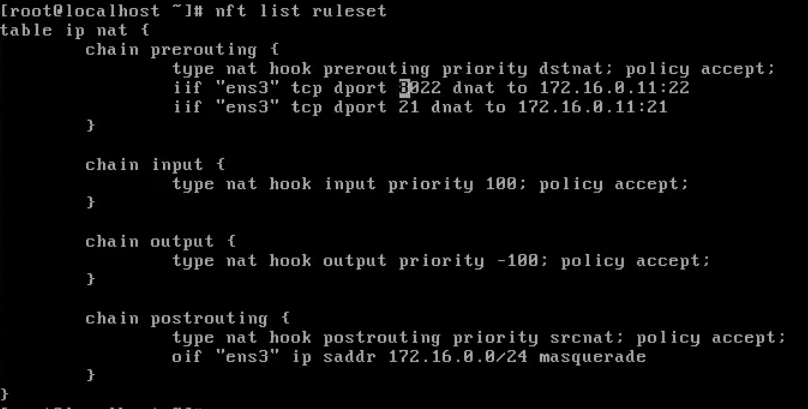 [root@localhost ~]# nft list ruleset
table ip nat {
        chain prerouting {
                type nat hook prerouting priority dstnat; policy accept;
                iif "ens3" tcp dport 8022 dnat to 172.16.0.11:22
                iif "ens3" tcp dport 21 dnat to 172.16.0.11:21
        }

        chain input {
                type nat hook input priority 100; policy accept;
        }

        chain output {
                type nat hook output priority -100; policy accept;
        }

        chain postrouting {
                type nat hook postrouting priority srcnat; policy accept;
                oif "ens3" ip saddr 172.16.0.0/24 masquerade
        }
}